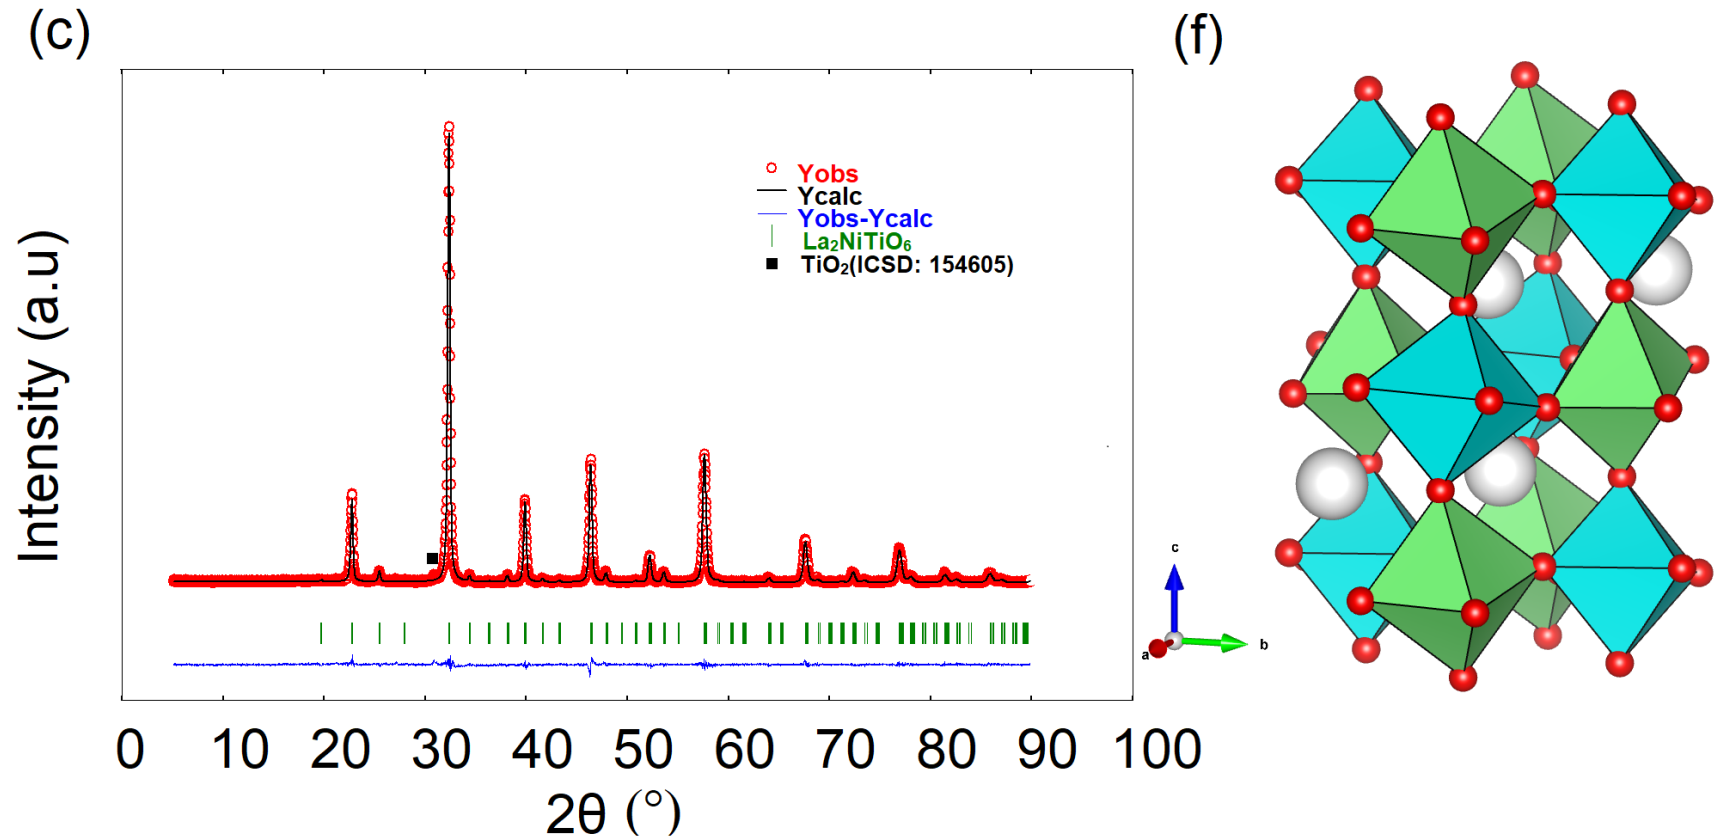 (c)
(f)
Intensity (a.u)
Yobs
Ycalc
Yobs-Ycalc
La₂NiTiO₆
TiO₂(ICSD: 154605)
0 10 20 30 40 50 60 70 80 90 100
2θ (°)
c
a
b